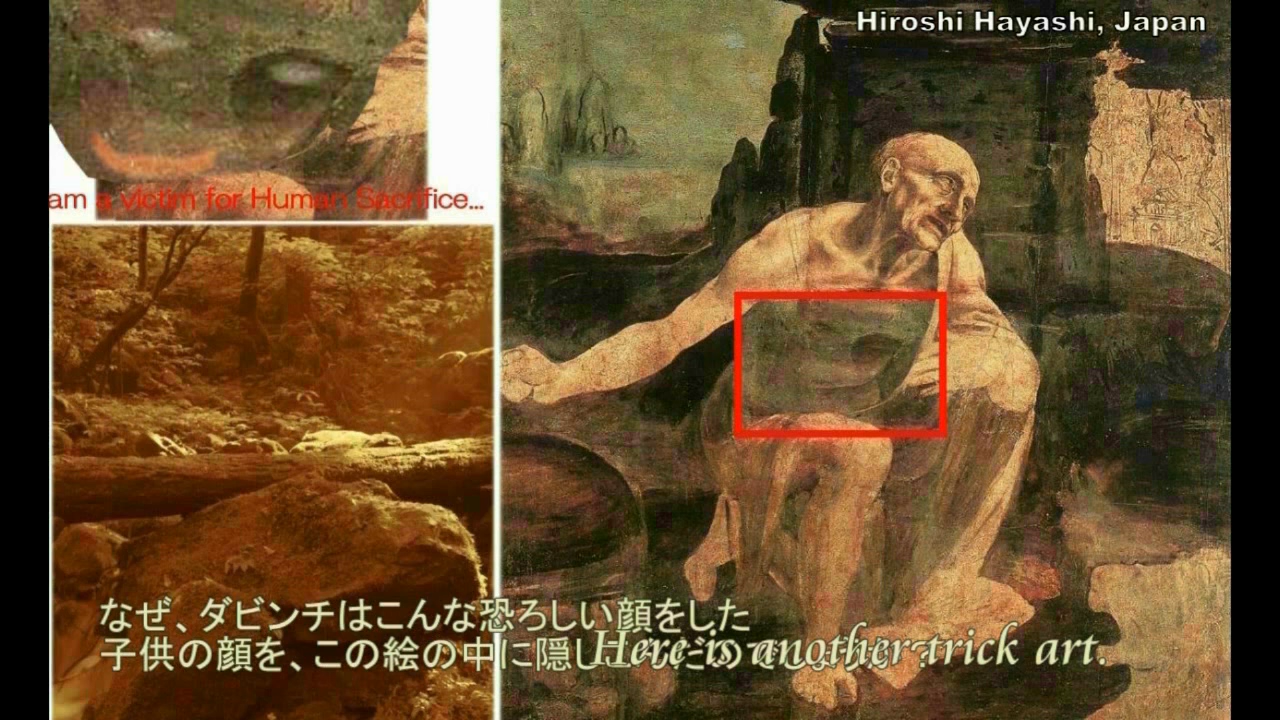 Hiroshi Hayashi, Japan
am a victim for Human Sacrifice...
なぜ、ダビンチはこんな恐ろしい顔をした
子供の顔を、この絵の中に隠し
Here is another trick art.